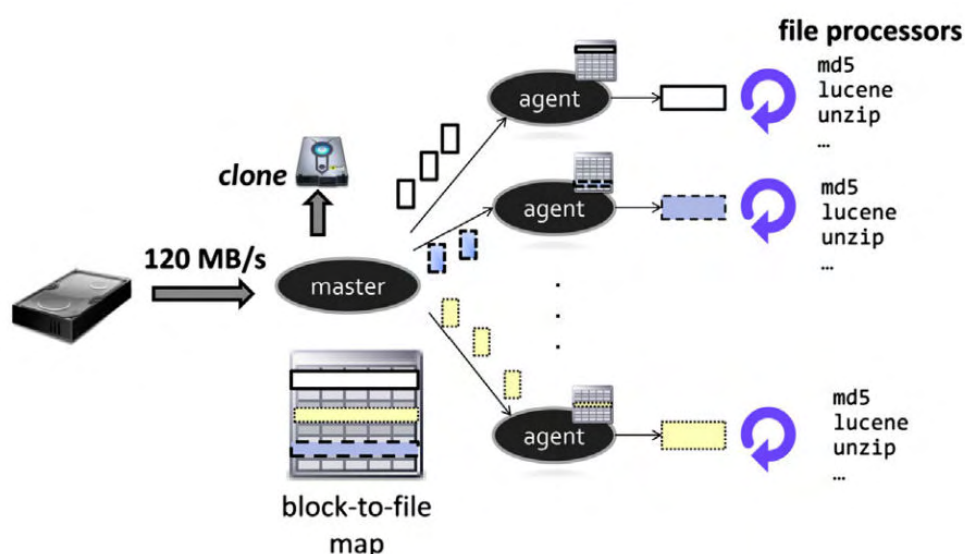 file processors
md5
lucene
unzip
…
agent
clone
md5
lucene
unzip
…
agent
120 MB/s
master
md5
lucene
unzip
…
agent
block-to-file
map